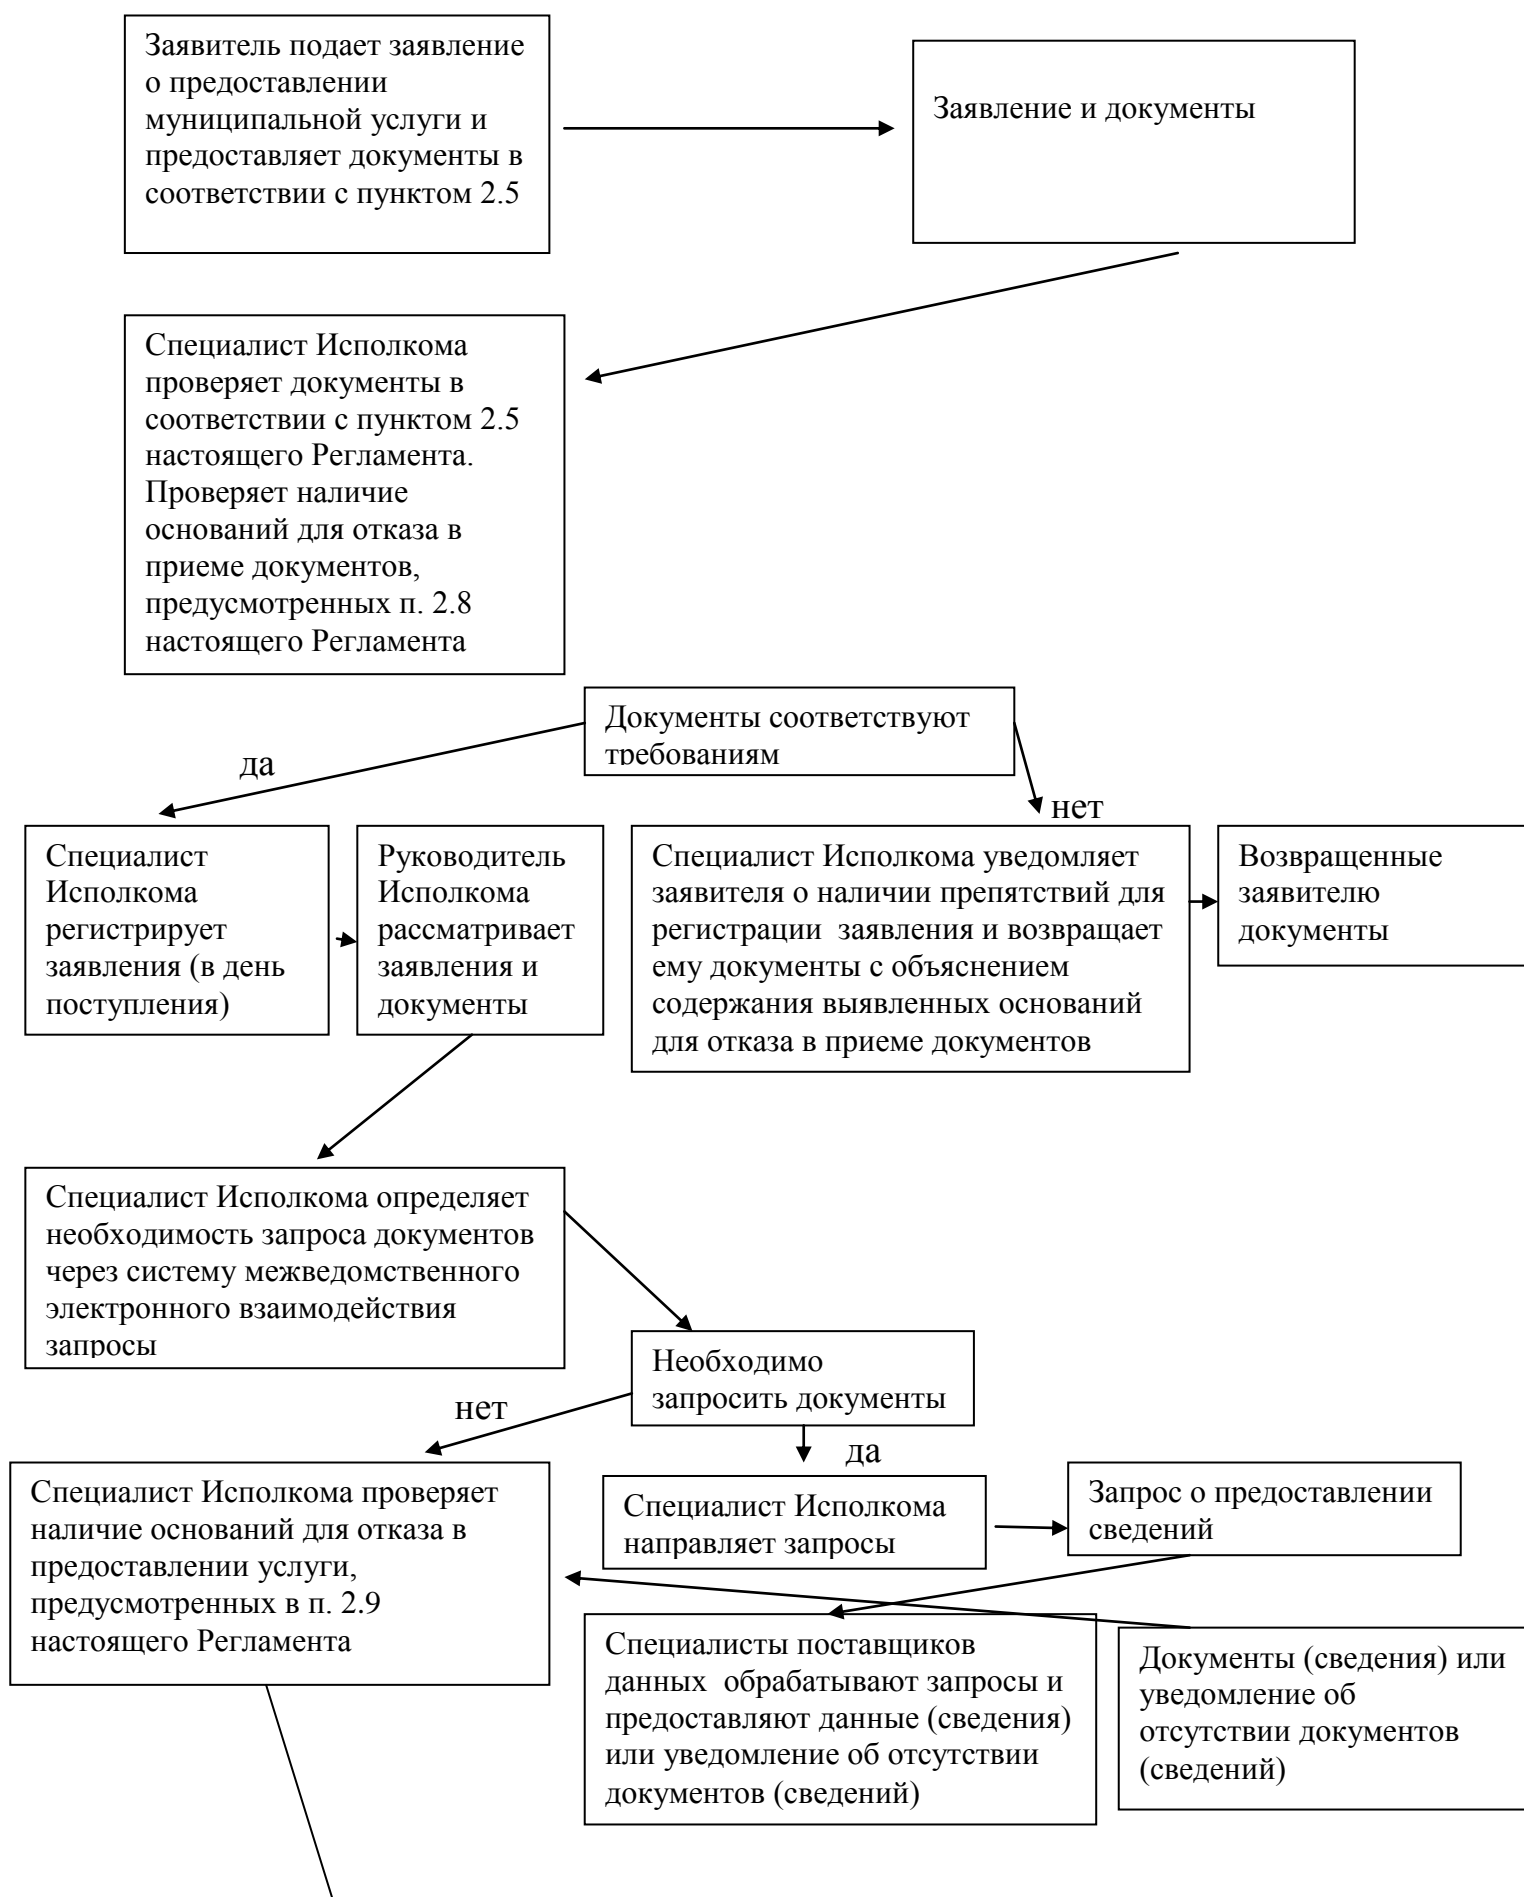 Заявитель подает заявление
о предоставлении
муниципальной услуги и
предоставляет документы в
соответствии с пунктом 2.5
Заявление и документы
Специалист Исполкома
проверяет документы в
соответствии с пунктом 2.5
настоящего Регламента.
Проверяет наличие
оснований для отказа в
приеме документов,
предусмотренных п. 2.8
настоящего Регламента
Документы соответствуют
требованиям
да
нет
Специалист
Исполкома
регистрирует
заявления (в день
поступления)
Руководитель
Исполкома
рассматривает
заявления и
документы
Специалист Исполкома уведомляет
заявителя о наличии препятствий для
регистрации  заявления и возвращает
ему документы с объяснением
содержания выявленных оснований
для отказа в приеме документов
Возвращенные
заявителю
документы
Специалист Исполкома определяет
необходимость запроса документов
через систему межведомственного
электронного взаимодействия
запросы
Необходимо
запросить документы
нет
да
Специалист Исполкома проверяет
наличие оснований для отказа в
предоставлении услуги,
предусмотренных в п. 2.9
настоящего Регламента
Специалист Исполкома
направляет запросы
Запрос о предоставлении
сведений
Специалисты поставщиков
данных  обрабатывают запросы и
предоставляют данные (сведения)
или уведомление об отсутствии
документов (сведений)
Документы (сведения) или
уведомление об
отсутствии документов
(сведений)